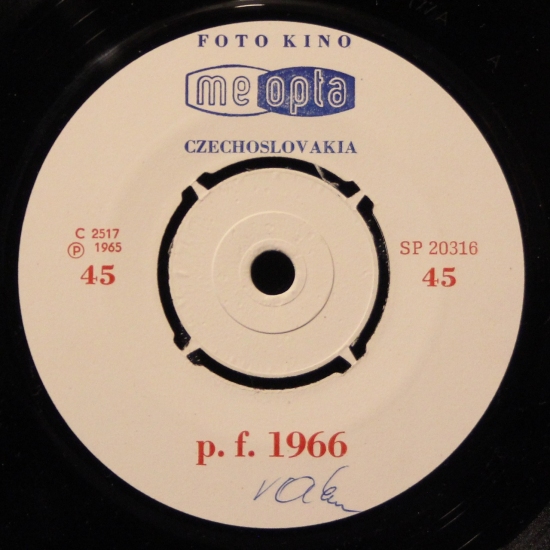 FOTO KINO
meopta
CZECHOSLOVAKIA
C 2517
℗ 1965
45
SP 20316
45
p. f. 1966